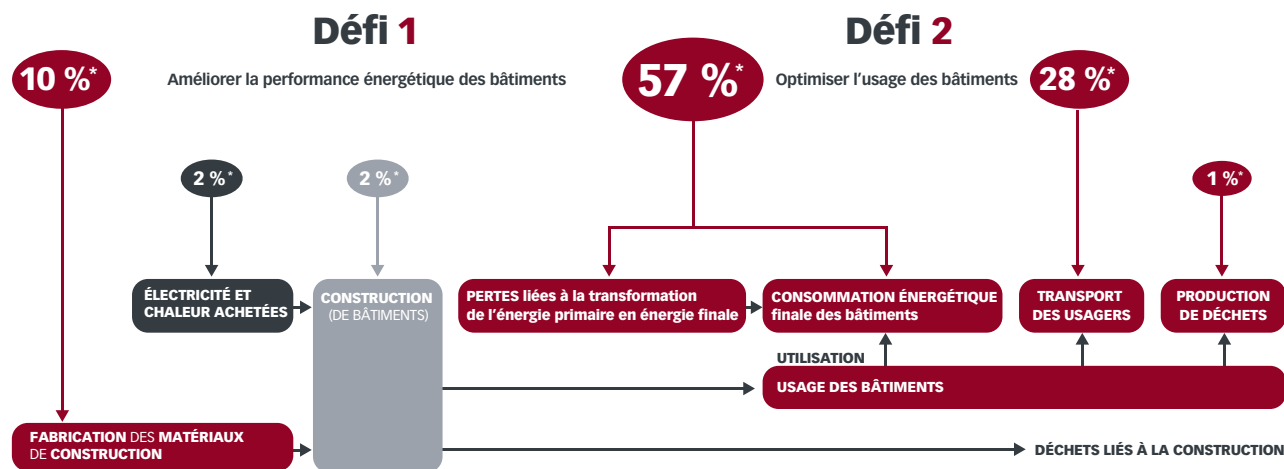 Défi 1
Défi 2
10 %*
Améliorer la performance énergétique des bâtiments
57 %*
Optimiser l’usage des bâtiments
28 %*
2 %*
2 %*
1 %*
ÉLECTRICITÉ ET
CHALEUR ACHETÉES
CONSTRUCTION
(DE BÂTIMENTS)
PERTES liées à la transformation
de l’énergie primaire en énergie finale
CONSOMMATION ÉNERGÉTIQUE
finale des bâtiments
TRANSPORT
DES USAGERS
PRODUCTION
DE DÉCHETS
UTILISATION
USAGE DES BÂTIMENTS
FABRICATION DES MATÉRIAUX
DE CONSTRUCTION
DÉCHETS LIÉS À LA CONSTRUCTION